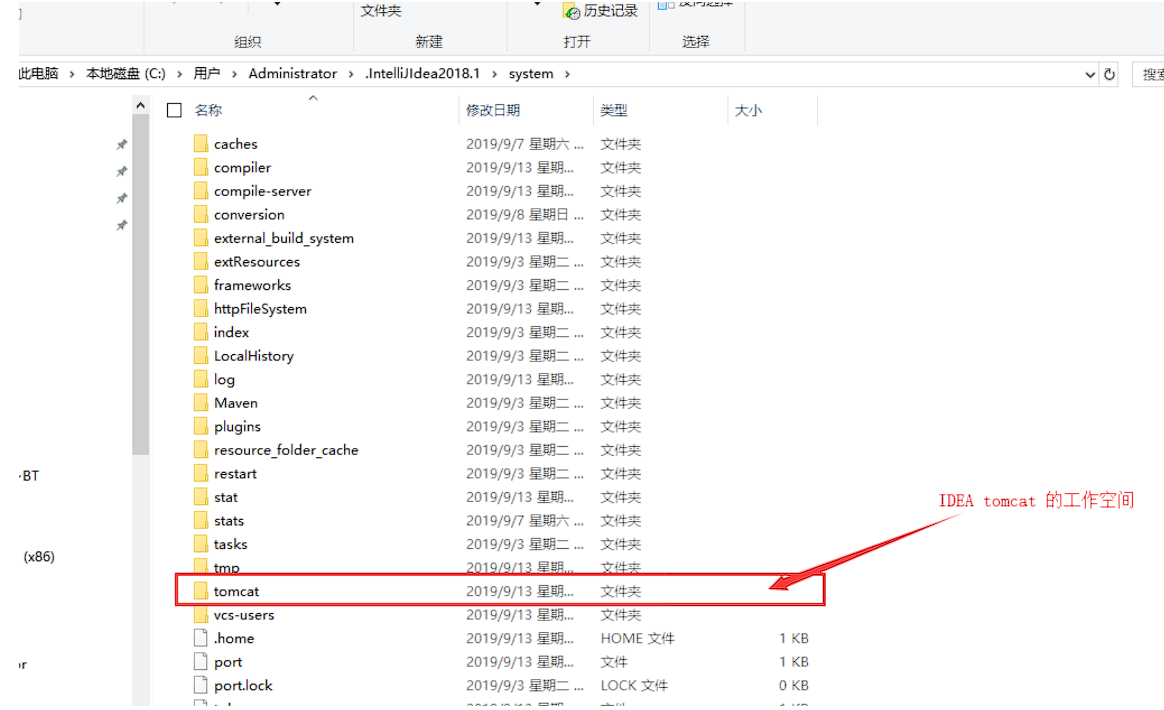 文件夹
历史记录
组织 新建 打开 选择
此电脑 › 本地磁盘 (C:) › 用户 › Administrator › .IntelliJIdea2018.1 › system ›
名称 修改日期 类型 大小
caches 2019/9/7 星期六 ... 文件夹
compiler 2019/9/13 星期... 文件夹
compile-server 2019/9/13 星期... 文件夹
conversion 2019/9/8 星期日 ... 文件夹
external_build_system 2019/9/13 星期... 文件夹
extResources 2019/9/3 星期二 ... 文件夹
frameworks 2019/9/3 星期二 ... 文件夹
httpFileSystem 2019/9/13 星期... 文件夹
index 2019/9/3 星期二 ... 文件夹
LocalHistory 2019/9/3 星期二 ... 文件夹
log 2019/9/13 星期... 文件夹
Maven 2019/9/3 星期二 ... 文件夹
plugins 2019/9/3 星期二 ... 文件夹
resource_folder_cache 2019/9/3 星期二 ... 文件夹
restart 2019/9/3 星期二 ... 文件夹
stat 2019/9/13 星期... 文件夹
stats 2019/9/7 星期六 ... 文件夹
tasks 2019/9/3 星期二 ... 文件夹
tmp 2019/9/13 星期... 文件夹
tomcat 2019/9/13 星期... 文件夹
vcs-users 2019/9/13 星期... 文件夹
.home 2019/9/13 星期... HOME 文件 1 KB
port 2019/9/13 星期... 文件 1 KB
port.lock 2019/9/3 星期二 ... LOCK 文件 0 KB
BT
(x86)
IDEA tomcat 的工作空间